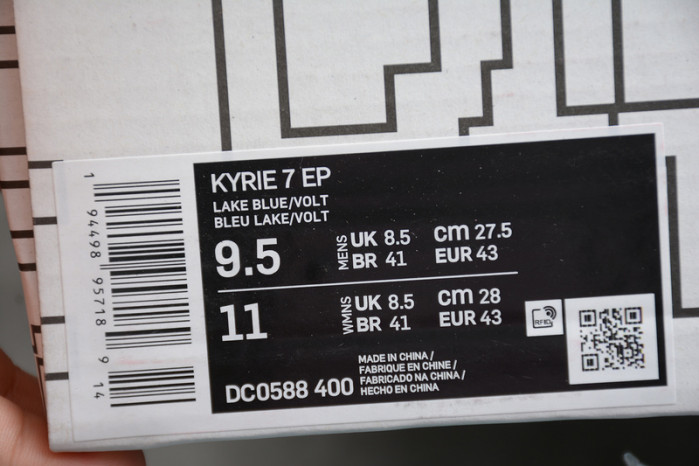 KYRIE 7 EP
LAKE BLUE/VOLT
BLEU LAKE/VOLT
9.5
MENS
UK 8.5
BR 41
cm 27.5
EUR 43
11
WMNS
UK 8.5
BR 41
cm 28
EUR 43
RFID
DC0588 400
MADE IN CHINA /
FABRIQUE EN CHINE /
FABRICADO NA CHINA /
HECHO EN CHINA
1 94498 95718 9 14